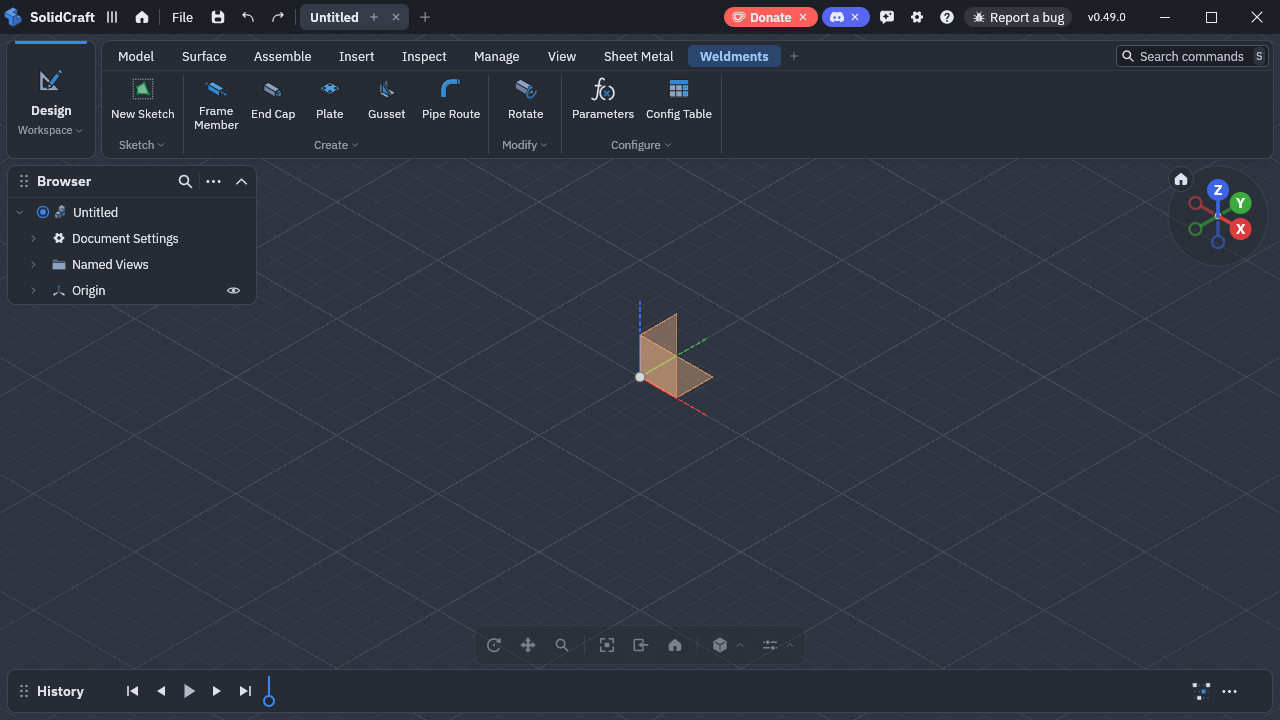 SolidCraft File Untitled Donate Report a bug v0.49.0
Model Surface Assemble Insert Inspect Manage View Sheet Metal Weldments Search commands S
Design
Workspace
New Sketch Frame Member End Cap Plate Gusset Pipe Route Rotate Parameters Config Table
Sketch Create Modify Configure
Browser
Untitled
Document Settings
Named Views
Origin
Z
Y
X
History